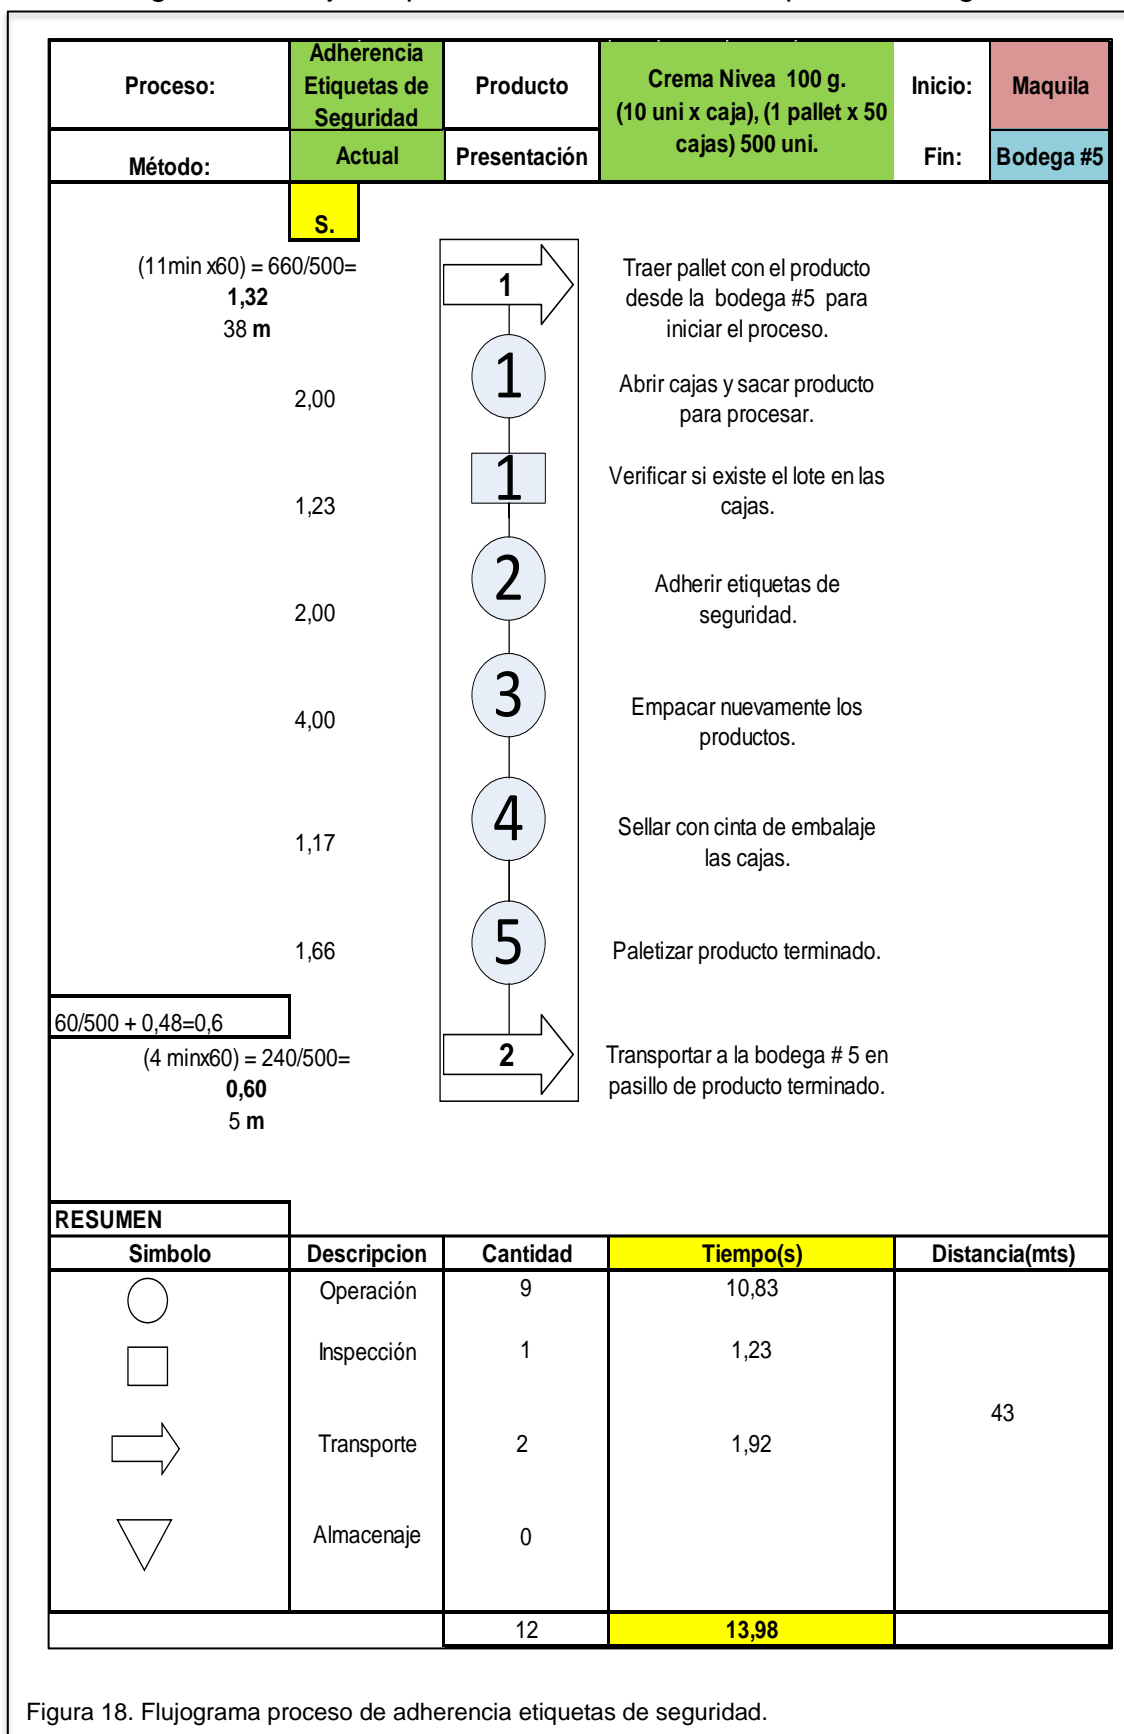 Proceso:
Adherencia
Etiquetas de
Seguridad
Producto
Crema Nivea 100 g.
(10 uni x caja), (1 pallet x 50
cajas) 500 uni.
Inicio:
Maquila
Método:
Actual
Presentación
Fin:
Bodega #5
S.
(11min x60) = 660/500=
1,32
38 m
1
Traer pallet con el producto
desde la bodega #5 para
iniciar el proceso.
2,00
1
Abrir cajas y sacar producto
para procesar.
1,23
1
Verificar si existe el lote en las
cajas.
2,00
2
Adherir etiquetas de
seguridad.
4,00
3
Empacar nuevamente los
productos.
1,17
4
Sellar con cinta de embalaje
las cajas.
1,66
5
Paletizar producto terminado.
60/500 + 0,48=0,6
(4 minx60) = 240/500=
0,60
5 m
2
Transportar a la bodega # 5 en
pasillo de producto terminado.
RESUMEN
Simbolo Descripcion Cantidad Tiempo(s) Distancia(mts)
Operación 9 10,83
Inspección 1 1,23
43
Transporte 2 1,92
Almacenaje 0
12 13,98
Figura 18. Flujograma proceso de adherencia etiquetas de seguridad.